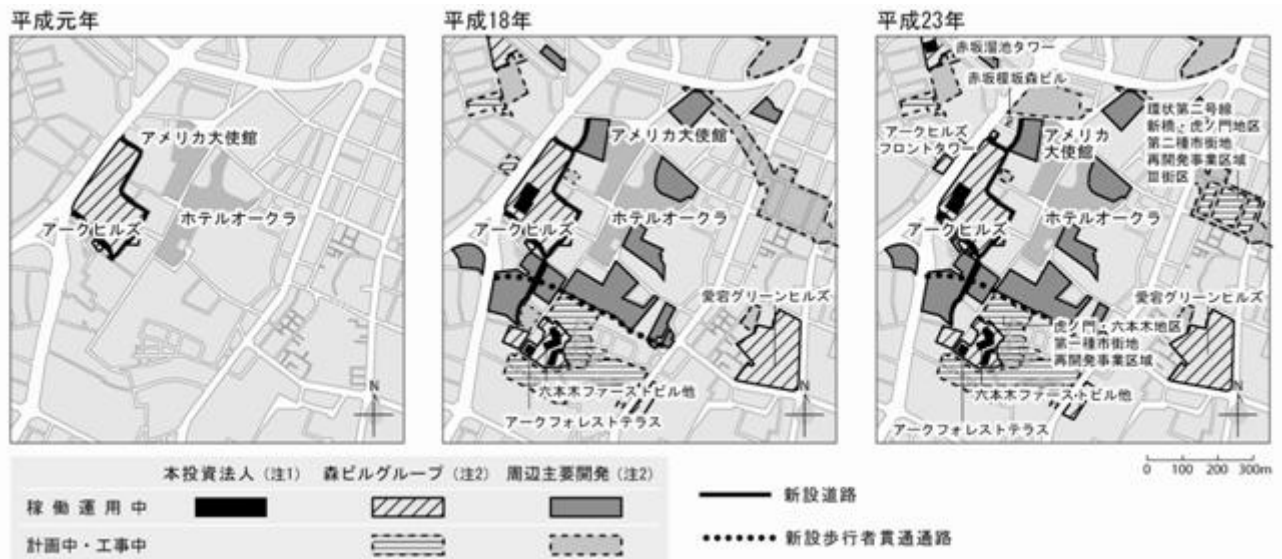 平成元年
アメリカ大使館
ホテルオークラ
アークヒルズ
N
平成18年
アメリカ大使館
ホテルオークラ
アークヒルズ
愛宕グリーンヒルズ
六本木ファーストビル他
アークフォレストテラス
N
平成23年
赤坂溜池タワー
赤坂榎坂森ビル
アークヒルズ
フロントタワー
アメリカ
大使館
環状第二号線
新橋・虎ノ門地区
第二種市街地
再開発事業区域
Ⅲ街区
ホテルオークラ
アークヒルズ
愛宕グリーンヒルズ
虎ノ門・六本木地区
第一種市街地
再開発事業区域
六本木ファーストビル他
アークフォレストテラス
N
0 100 200 300m
本投資法人（注1） 森ビルグループ（注2） 周辺主要開発（注2）
稼働運用中
計画中・工事中
新設道路
新設歩行者貫通通路